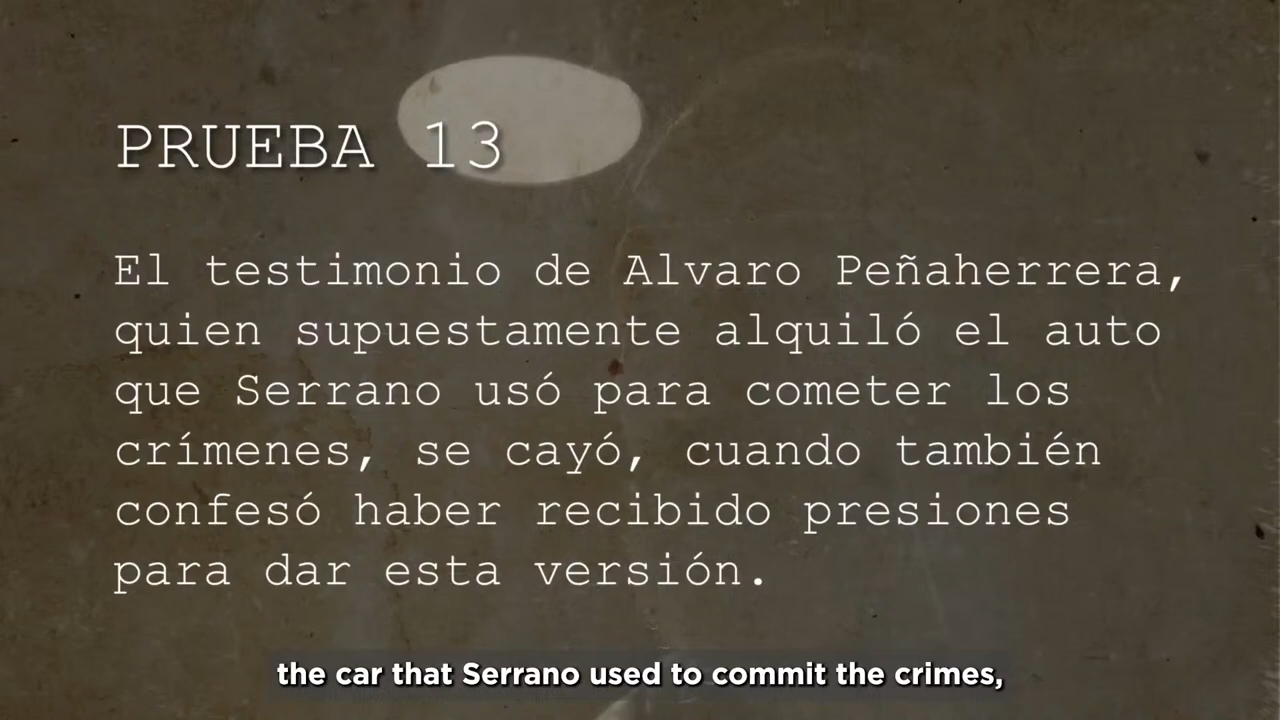 PRUEBA 13
El testimonio de Alvaro Peñaherrera,
quien supuestamente alquiló el auto
que Serrano usó para cometer los
crímenes, se cayó, cuando también
confesó haber recibido presiones
para dar esta versión.
the car that Serrano used to commit the crimes,